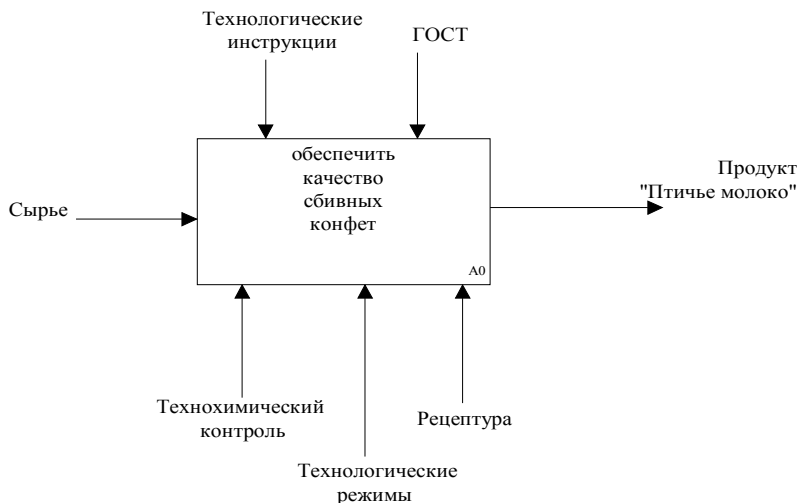 Технологические
инструкции
ГОСТ
обеспечить
качество
сбивных
конфет
A0
Сырье
Продукт
"Птичье молоко"
Технохимический
контроль
Технологические
режимы
Рецептура